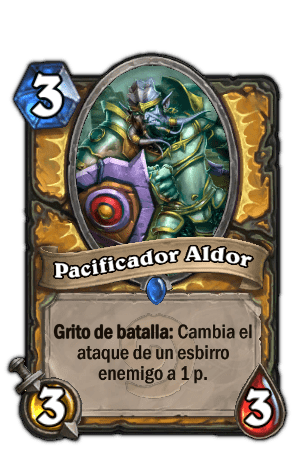 3
Pacificador Aldor
Grito de batalla: Cambia el
ataque de un esbirro
enemigo a 1 p.
3
3